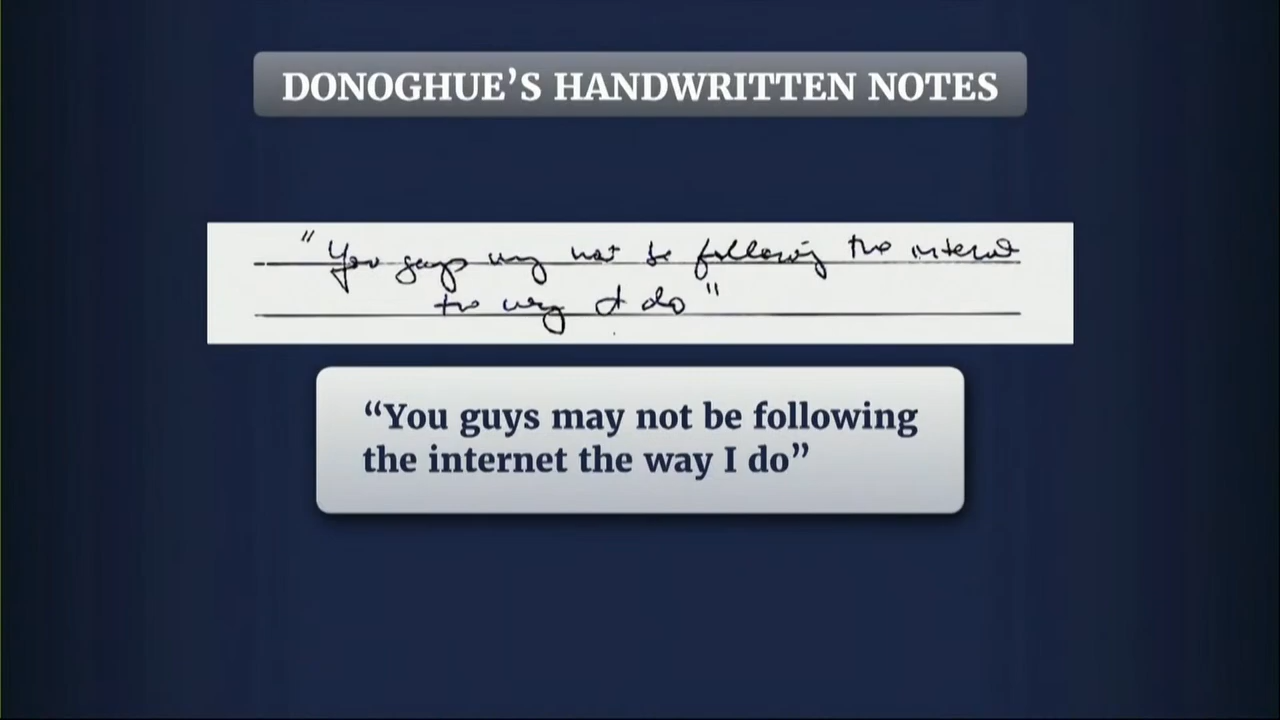 DONOGHUE’S HANDWRITTEN NOTES
"You guys may not be following the internet
the way I do"
“You guys may not be following
the internet the way I do”